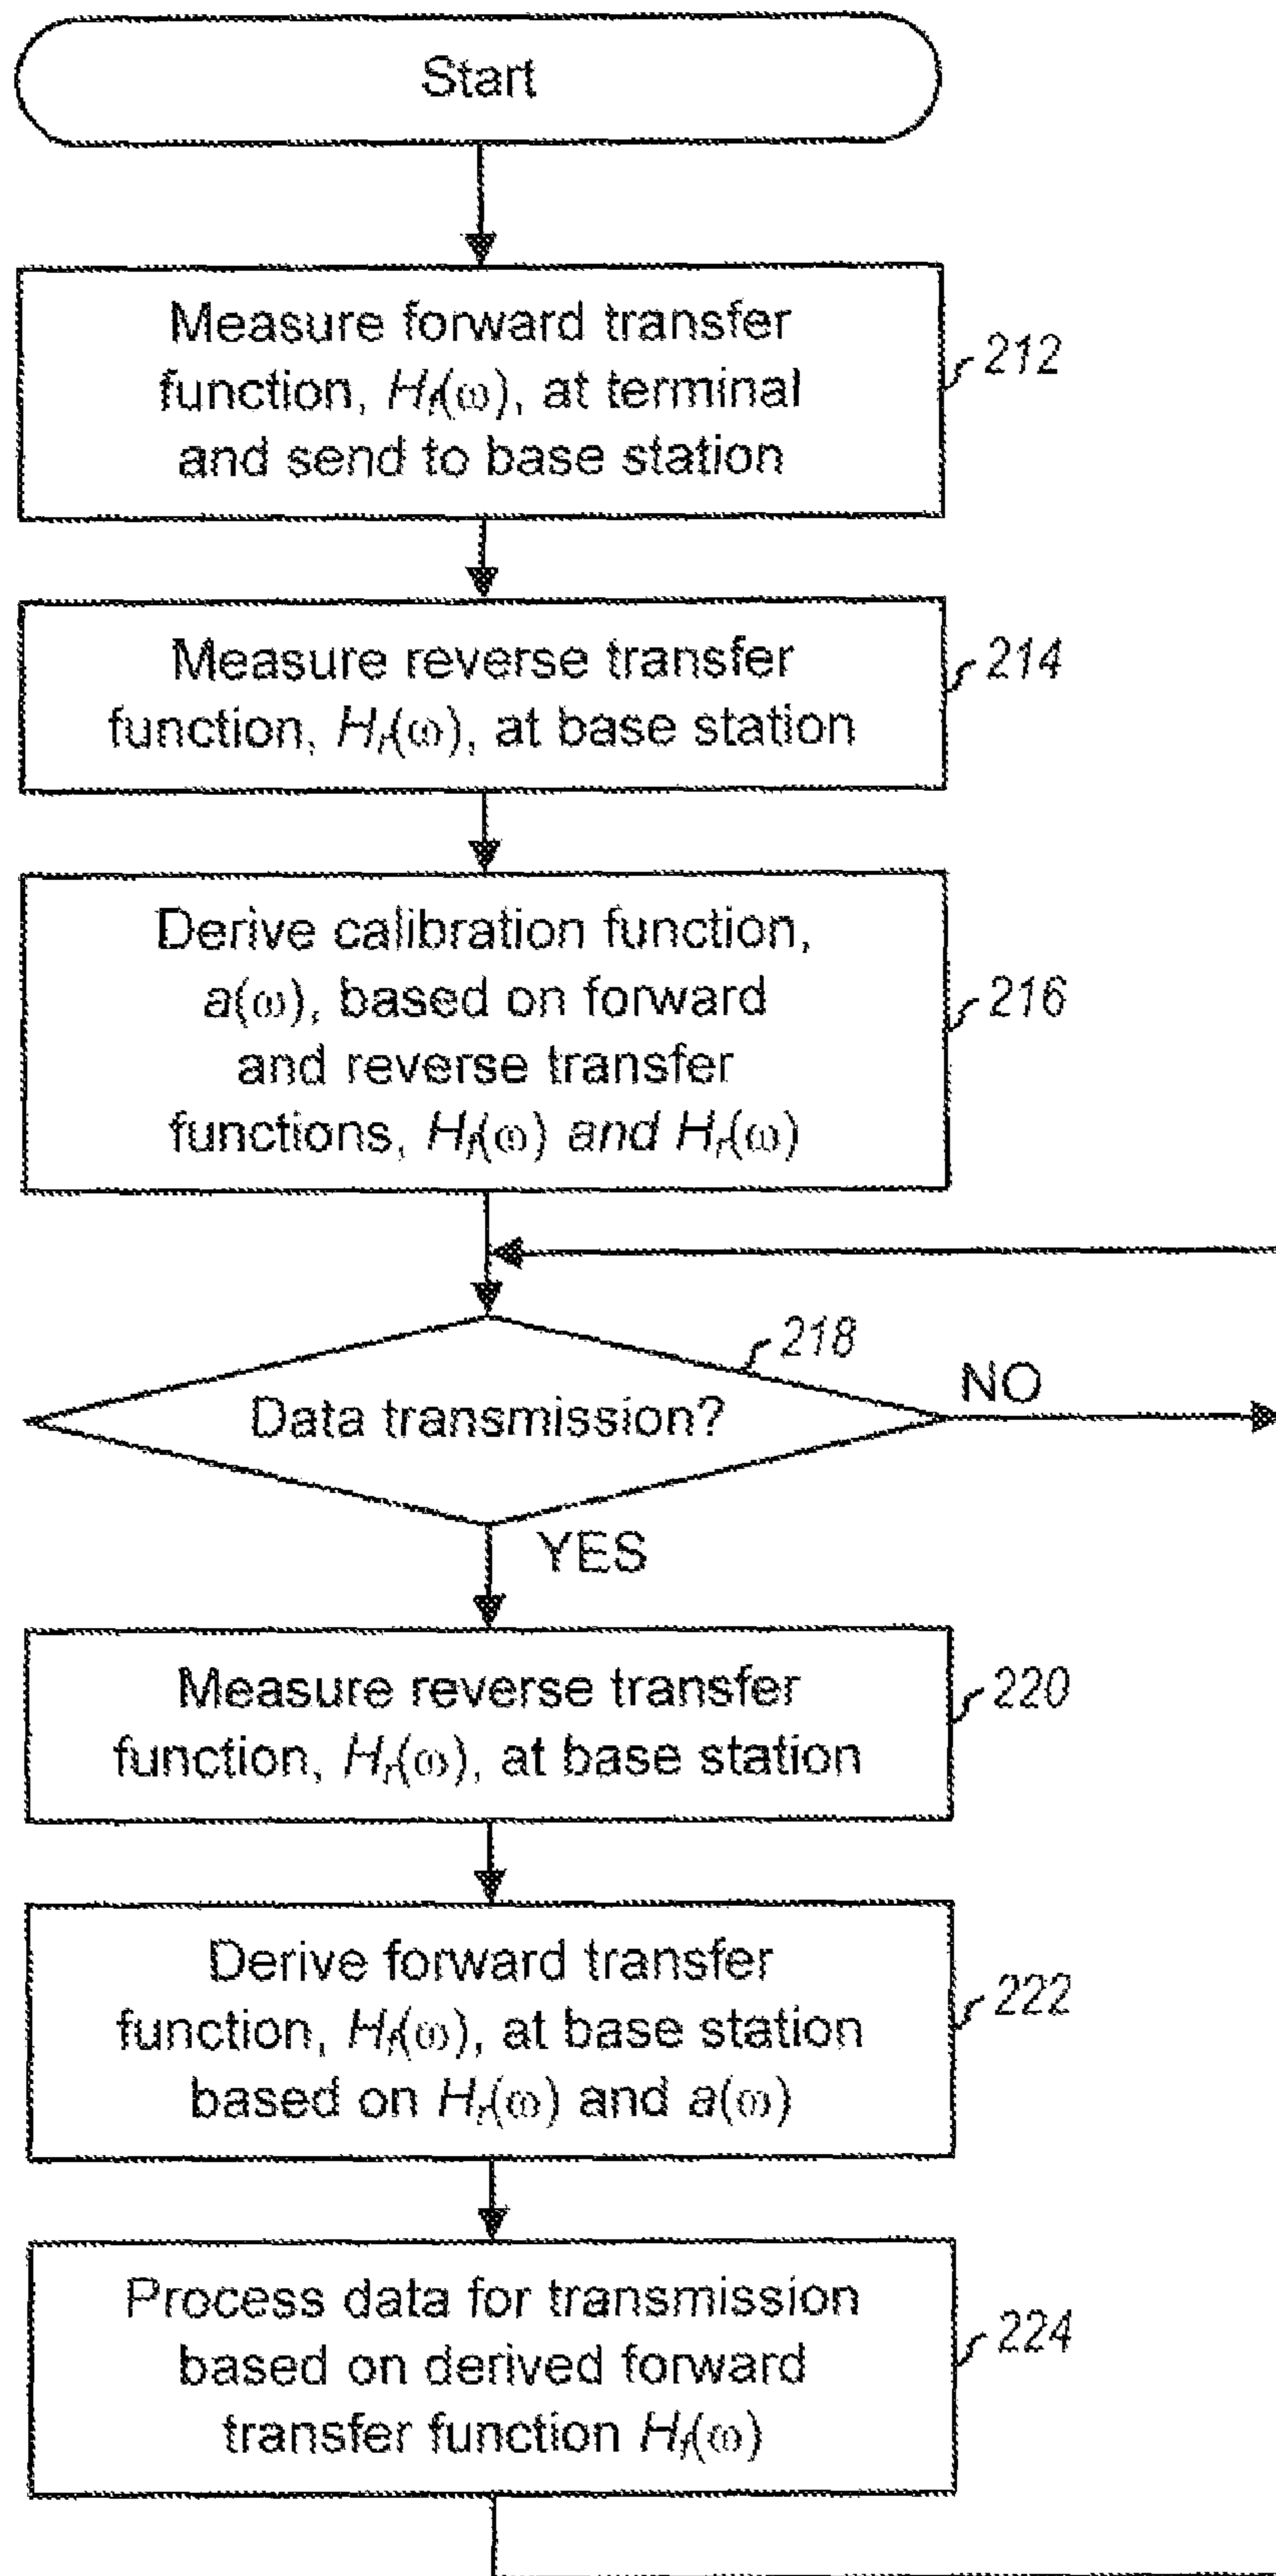 Start
Measure forward transfer
function, Hf(ω), at terminal
and send to base station
212
Measure reverse transfer
function, Hr(ω), at base station
214
Derive calibration function,
a(ω), based on forward
and reverse transfer
functions, Hf(ω) and Hr(ω)
216
218
Data transmission?
NO
YES
Measure reverse transfer
function, Hr(ω), at base station
220
Derive forward transfer
function, Hf(ω), at base station
based on Hr(ω) and a(ω)
222
Process data for transmission
based on derived forward
transfer function Hf(ω)
224